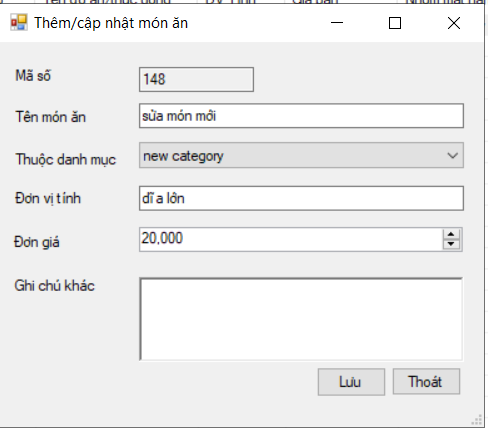 Thêm/cập nhật món ăn
Mã số 148
Tên món ăn sửa món mới
Thuộc danh mục new category
Đơn vị tính dĩa lớn
Đơn giá 20,000
Ghi chú khác
Lưu Thoát